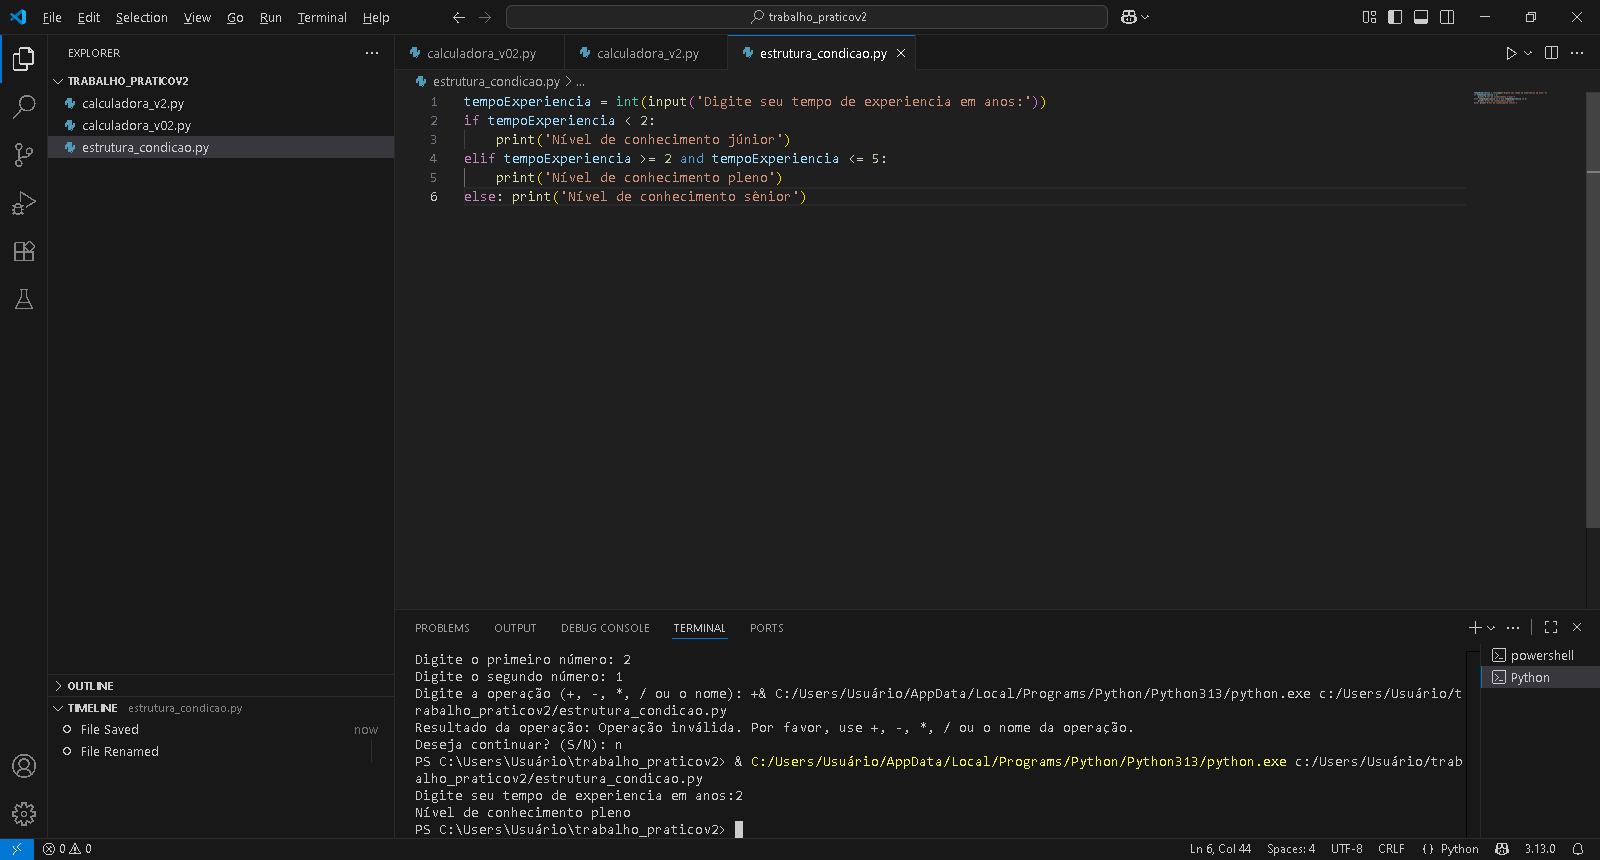 File Edit Selection View Go Run Terminal Help
trabalho_praticov2
EXPLORER
TRABALHO_PRATICOV2
calculadora_v2.py
calculadora_v02.py
estrutura_condicao.py
OUTLINE
TIMELINE estrutura_condicao.py
File Saved now
File Renamed
calculadora_v02.py calculadora_v2.py estrutura_condicao.py
estrutura_condicao.py > ...
1 tempoExperiencia = int(input('Digite seu tempo de experiencia em anos:'))
2 if tempoExperiencia < 2:
3 print('Nível de conhecimento júnior')
4 elif tempoExperiencia >= 2 and tempoExperiencia <= 5:
5 print('Nível de conhecimento pleno')
6 else: print('Nível de conhecimento sênior')
PROBLEMS OUTPUT DEBUG CONSOLE TERMINAL PORTS
Digite o primeiro número: 2
Digite o segundo número: 1
Digite a operação (+, -, *, / ou o nome): +& C:/Users/Usuário/AppData/Local/Programs/Python/Python313/python.exe c:/Users/Usuário/t
rabalho_praticov2/estrutura_condicao.py
Resultado da operação: Operação inválida. Por favor, use +, -, *, / ou o nome da operação.
Deseja continuar? (S/N): n
PS C:\Users\Usuário\trabalho_praticov2> & C:/Users/Usuário/AppData/Local/Programs/Python/Python313/python.exe c:/Users/Usuário/trab
alho_praticov2/estrutura_condicao.py
Digite seu tempo de experiencia em anos:2
Nível de conhecimento pleno
PS C:\Users\Usuário\trabalho_praticov2>
powershell
Python
0 0
Ln 6, Col 44 Spaces: 4 UTF-8 CRLF {} Python 3.13.0